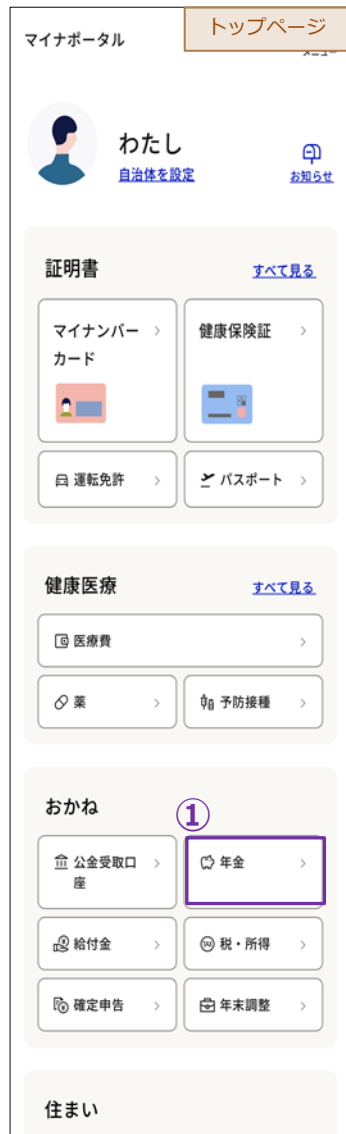 マイナポータル
トップページ
メニュー
わたし
自治体を設定
お知らせ
証明書
すべて見る
マイナンバー
カード
健康保険証
運転免許
パスポート
健康医療
すべて見る
医療費
薬
予防接種
おかね
①
公金受取口
座
年金
給付金
税・所得
確定申告
年末調整
住まい